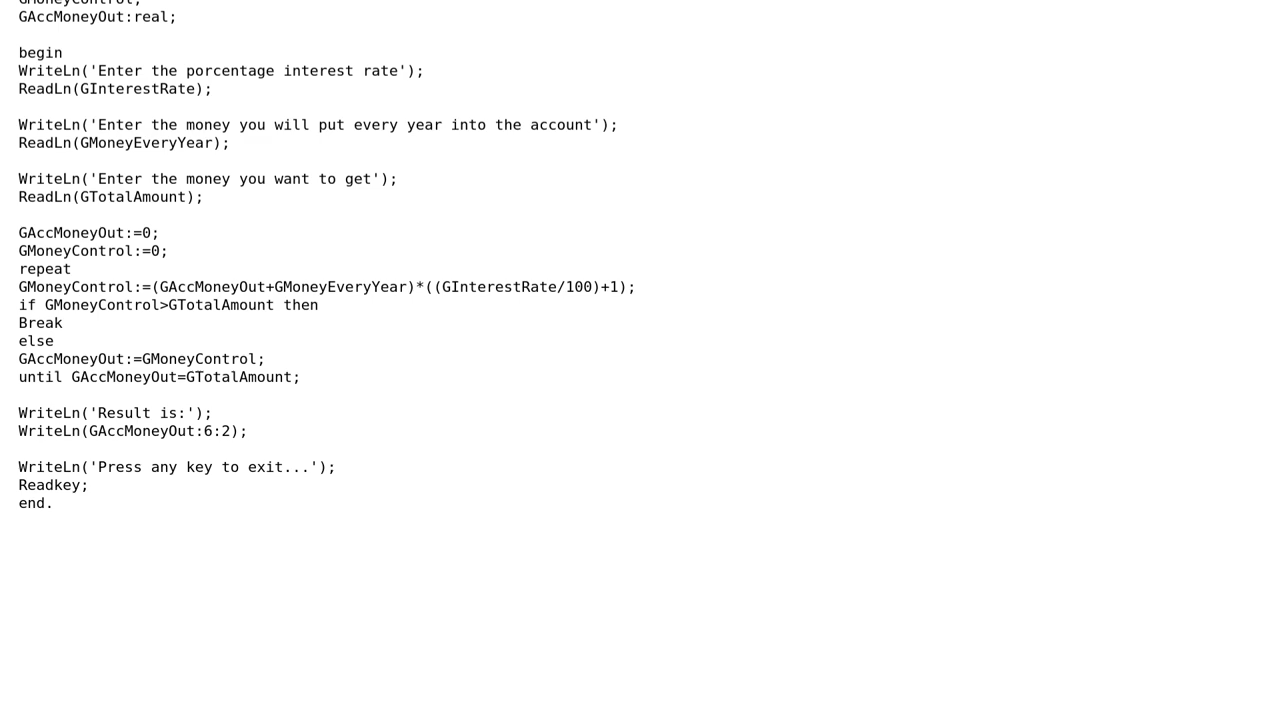 GMoneyControl,
GAccMoneyOut:real;
begin
WriteLn('Enter the porcentage interest rate');
ReadLn(GInterestRate);
WriteLn('Enter the money you will put every year into the account');
ReadLn(GMoneyEveryYear);
WriteLn('Enter the money you want to get');
ReadLn(GTotalAmount);
GAccMoneyOut:=0;
GMoneyControl:=0;
repeat
GMoneyControl:=(GAccMoneyOut+GMoneyEveryYear)*((GInterestRate/100)+1);
if GMoneyControl>GTotalAmount then
Break
else
GAccMoneyOut:=GMoneyControl;
until GAccMoneyOut=GTotalAmount;
WriteLn('Result is:');
WriteLn(GAccMoneyOut:6:2);
WriteLn('Press any key to exit...');
Readkey;
end.